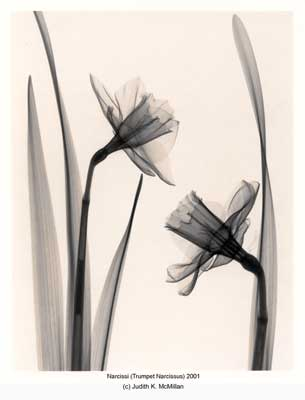 Narcissi (Trumpet Narcissus) 2001
(c) Judith K. McMillan